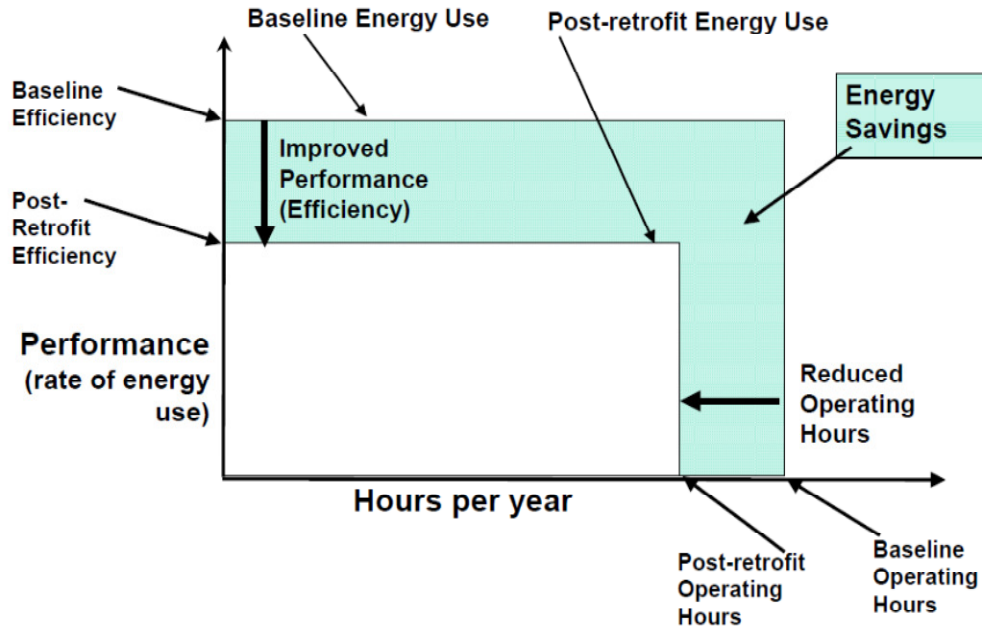 Baseline Energy Use
Post-retrofit Energy Use
Baseline
Efficiency
Energy
Savings
Improved
Performance
(Efficiency)
Post-
Retrofit
Efficiency
Performance
(rate of energy
use)
Reduced
Operating
Hours
Hours per year
Post-retrofit
Operating
Hours
Baseline
Operating
Hours